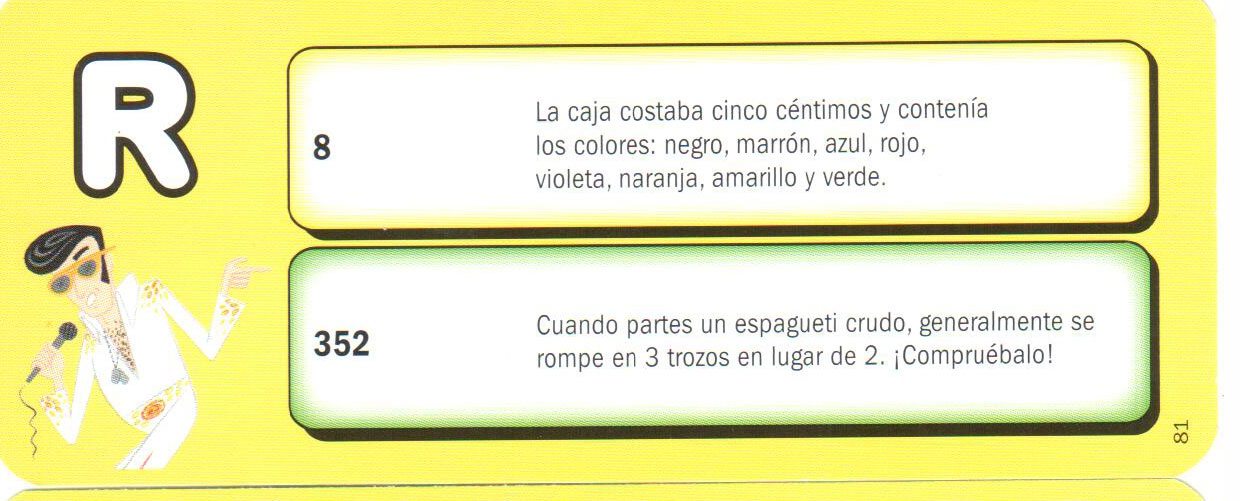 R
8
La caja costaba cinco céntimos y contenía
los colores: negro, marrón, azul, rojo,
violeta, naranja, amarillo y verde.
352
Cuando partes un espagueti crudo, generalmente se
rompe en 3 trozos en lugar de 2. ¡Compruébalo!
81